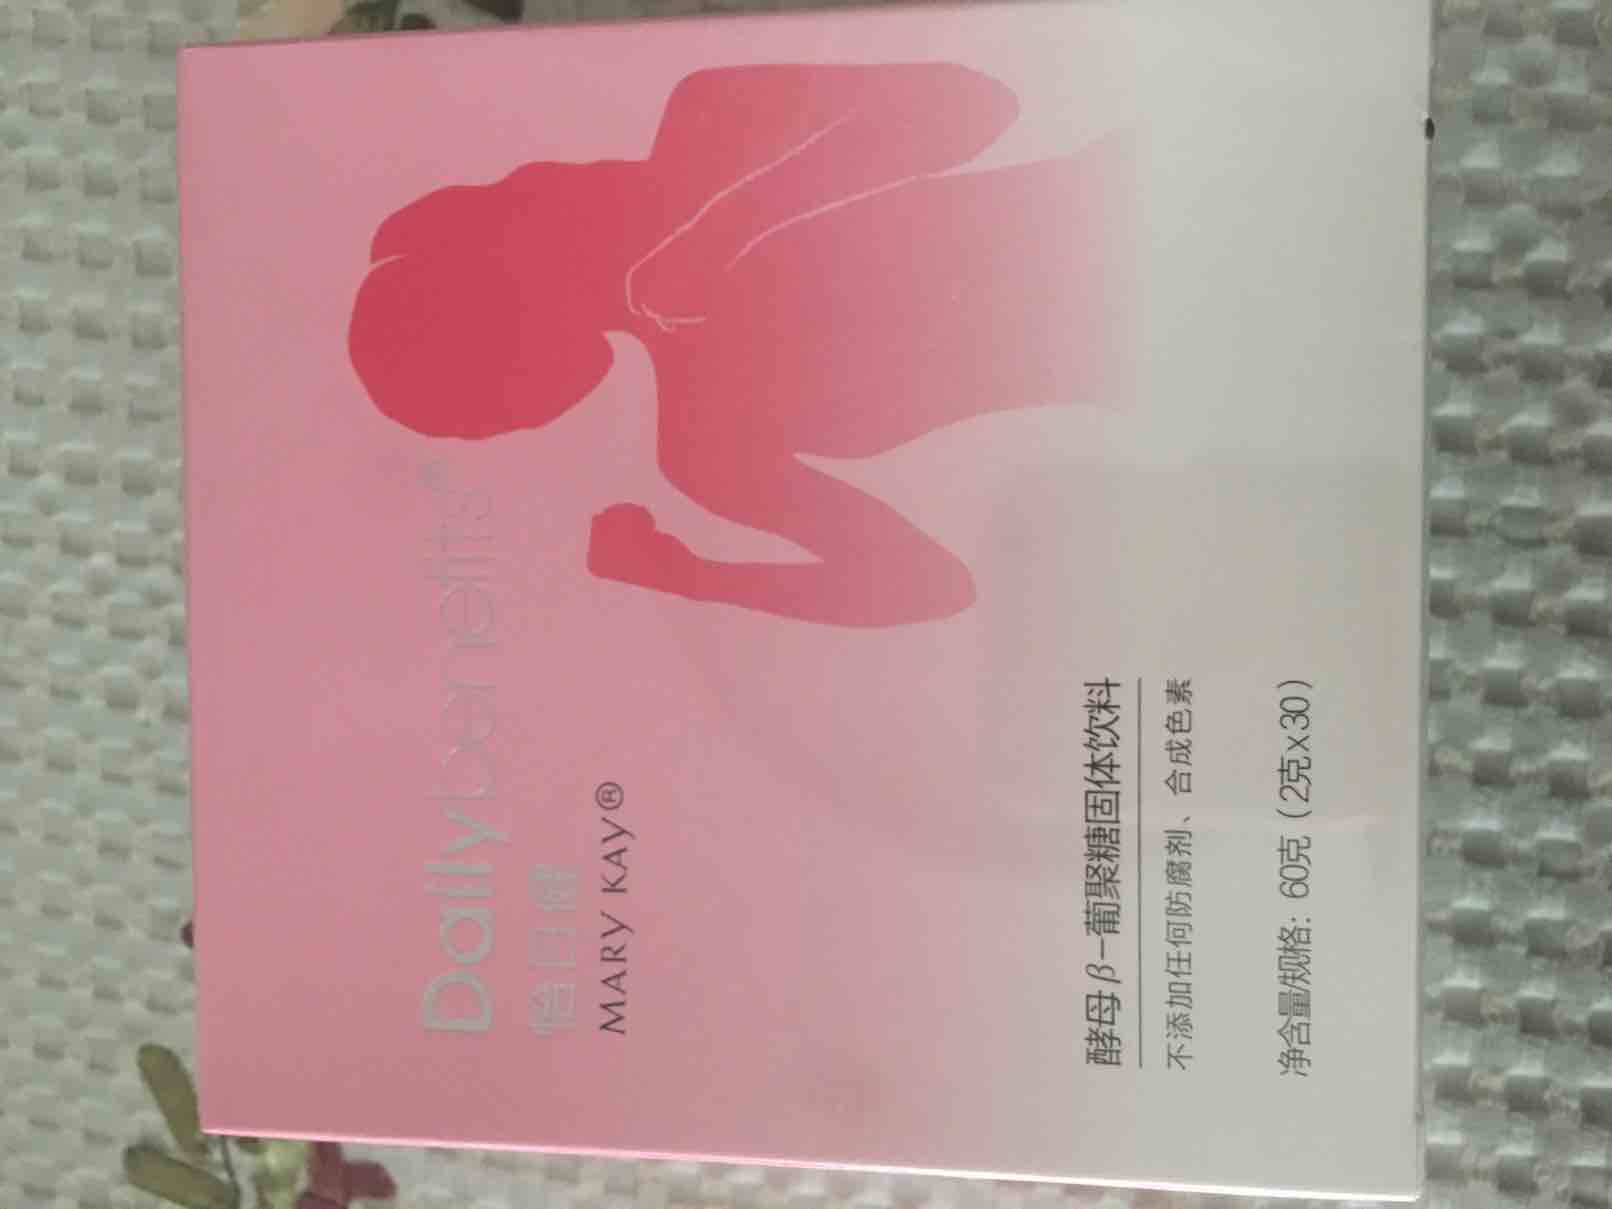 Dailybenefits®
怡日健
MARY KAY®
酵母β-葡聚糖固体饮料
不添加任何防腐剂、合成色素
净含量/规格：60克（2克x30）